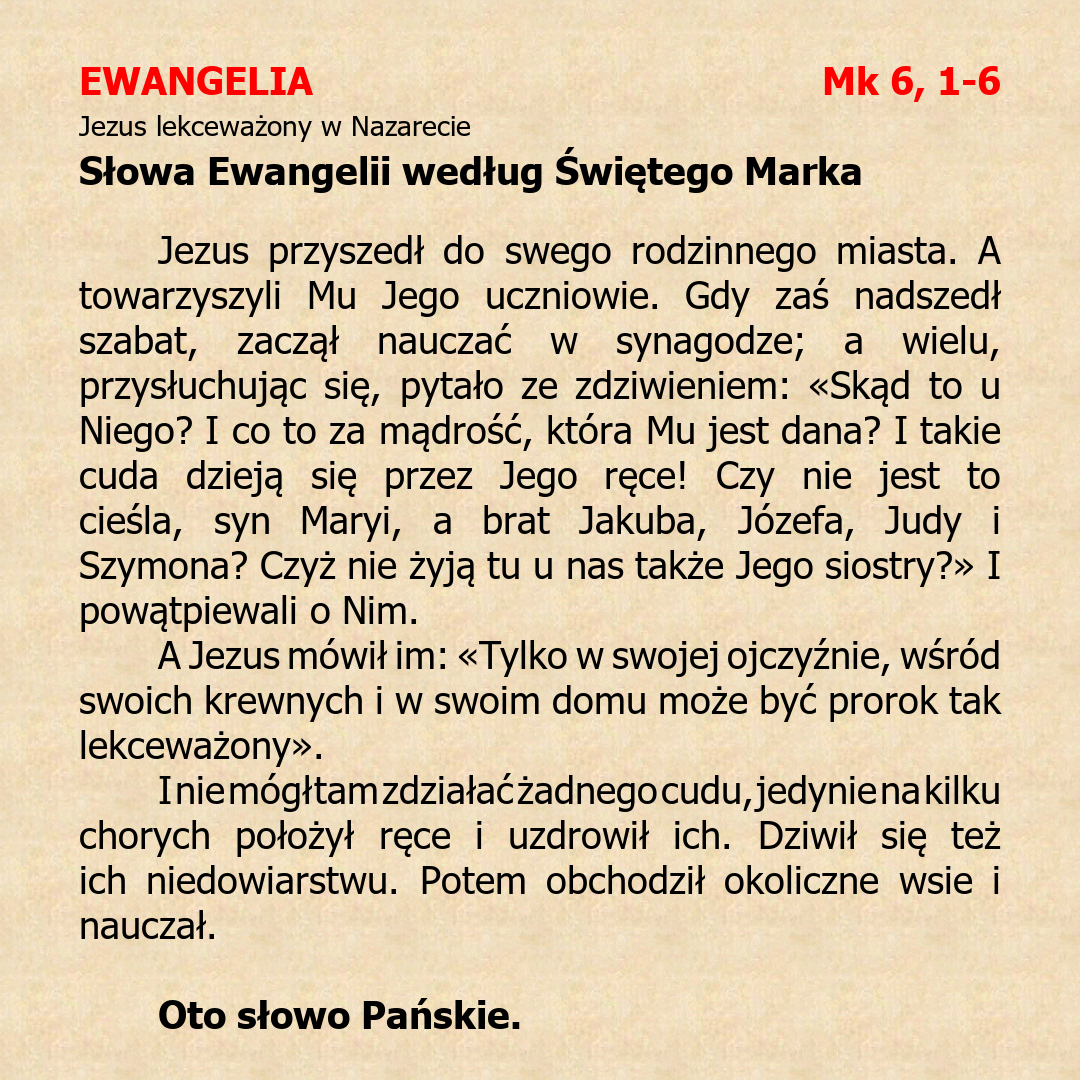 EWANGELIA Mk 6, 1-6
Jezus lekceważony w Nazarecie
Słowa Ewangelii według Świętego Marka
Jezus przyszedł do swego rodzinnego miasta. A
towarzyszyli Mu Jego uczniowie. Gdy zaś nadszedł
szabat, zaczął nauczać w synagodze; a wielu,
przysłuchując się, pytało ze zdziwieniem: «Skąd to u
Niego? I co to za mądrość, która Mu jest dana? I takie
cuda dzieją się przez Jego ręce! Czy nie jest to
cieśla, syn Maryi, a brat Jakuba, Józefa, Judy i
Szymona? Czyż nie żyją tu u nas także Jego siostry?» I
powątpiewali o Nim.
A Jezus mówił im: «Tylko w swojej ojczyźnie, wśród
swoich krewnych i w swoim domu może być prorok tak
lekceważony».
I nie mógł tam zdziałać żadnego cudu, jedynie na kilku
chorych położył ręce i uzdrowił ich. Dziwił się też
ich niedowiarstwu. Potem obchodził okoliczne wsie i
nauczał.
Oto słowo Pańskie.